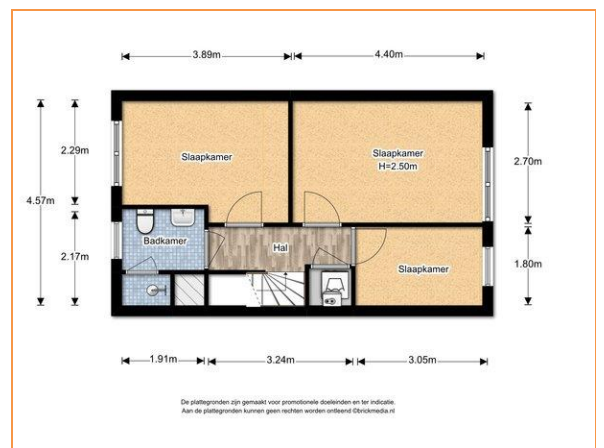 3.89m
4.40m
2.29m
4.57m
2.17m
2.70m
1.80m
Slaapkamer
Slaapkamer
H=2.50m
Badkamer
Hal
Slaapkamer
1.91m
3.24m
3.05m
De plattegronden zijn gemaakt voor promotionele doeleinden en ter indicatie.
Aan de plattegronden kunnen geen rechten worden ontleend ©brickmedia.nl